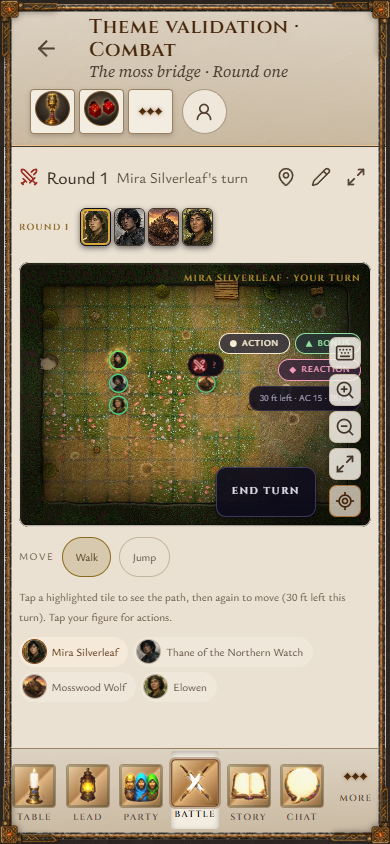 Theme validation ·
Combat
The moss bridge · Round one
Round 1 Mira Silverleaf's turn
ROUND 1
MIRA SILVERLEAF · YOUR TURN
ACTION
REACTION
30 ft left · AC 15 ·
END TURN
MOVE Walk Jump
Tap a highlighted tile to see the path, then again to move (30 ft left this
turn). Tap your figure for actions.
Mira Silverleaf Thane of the Northern Watch
Mosswood Wolf Elowen
TABLE LEAD PARTY BATTLE STORY CHAT MORE